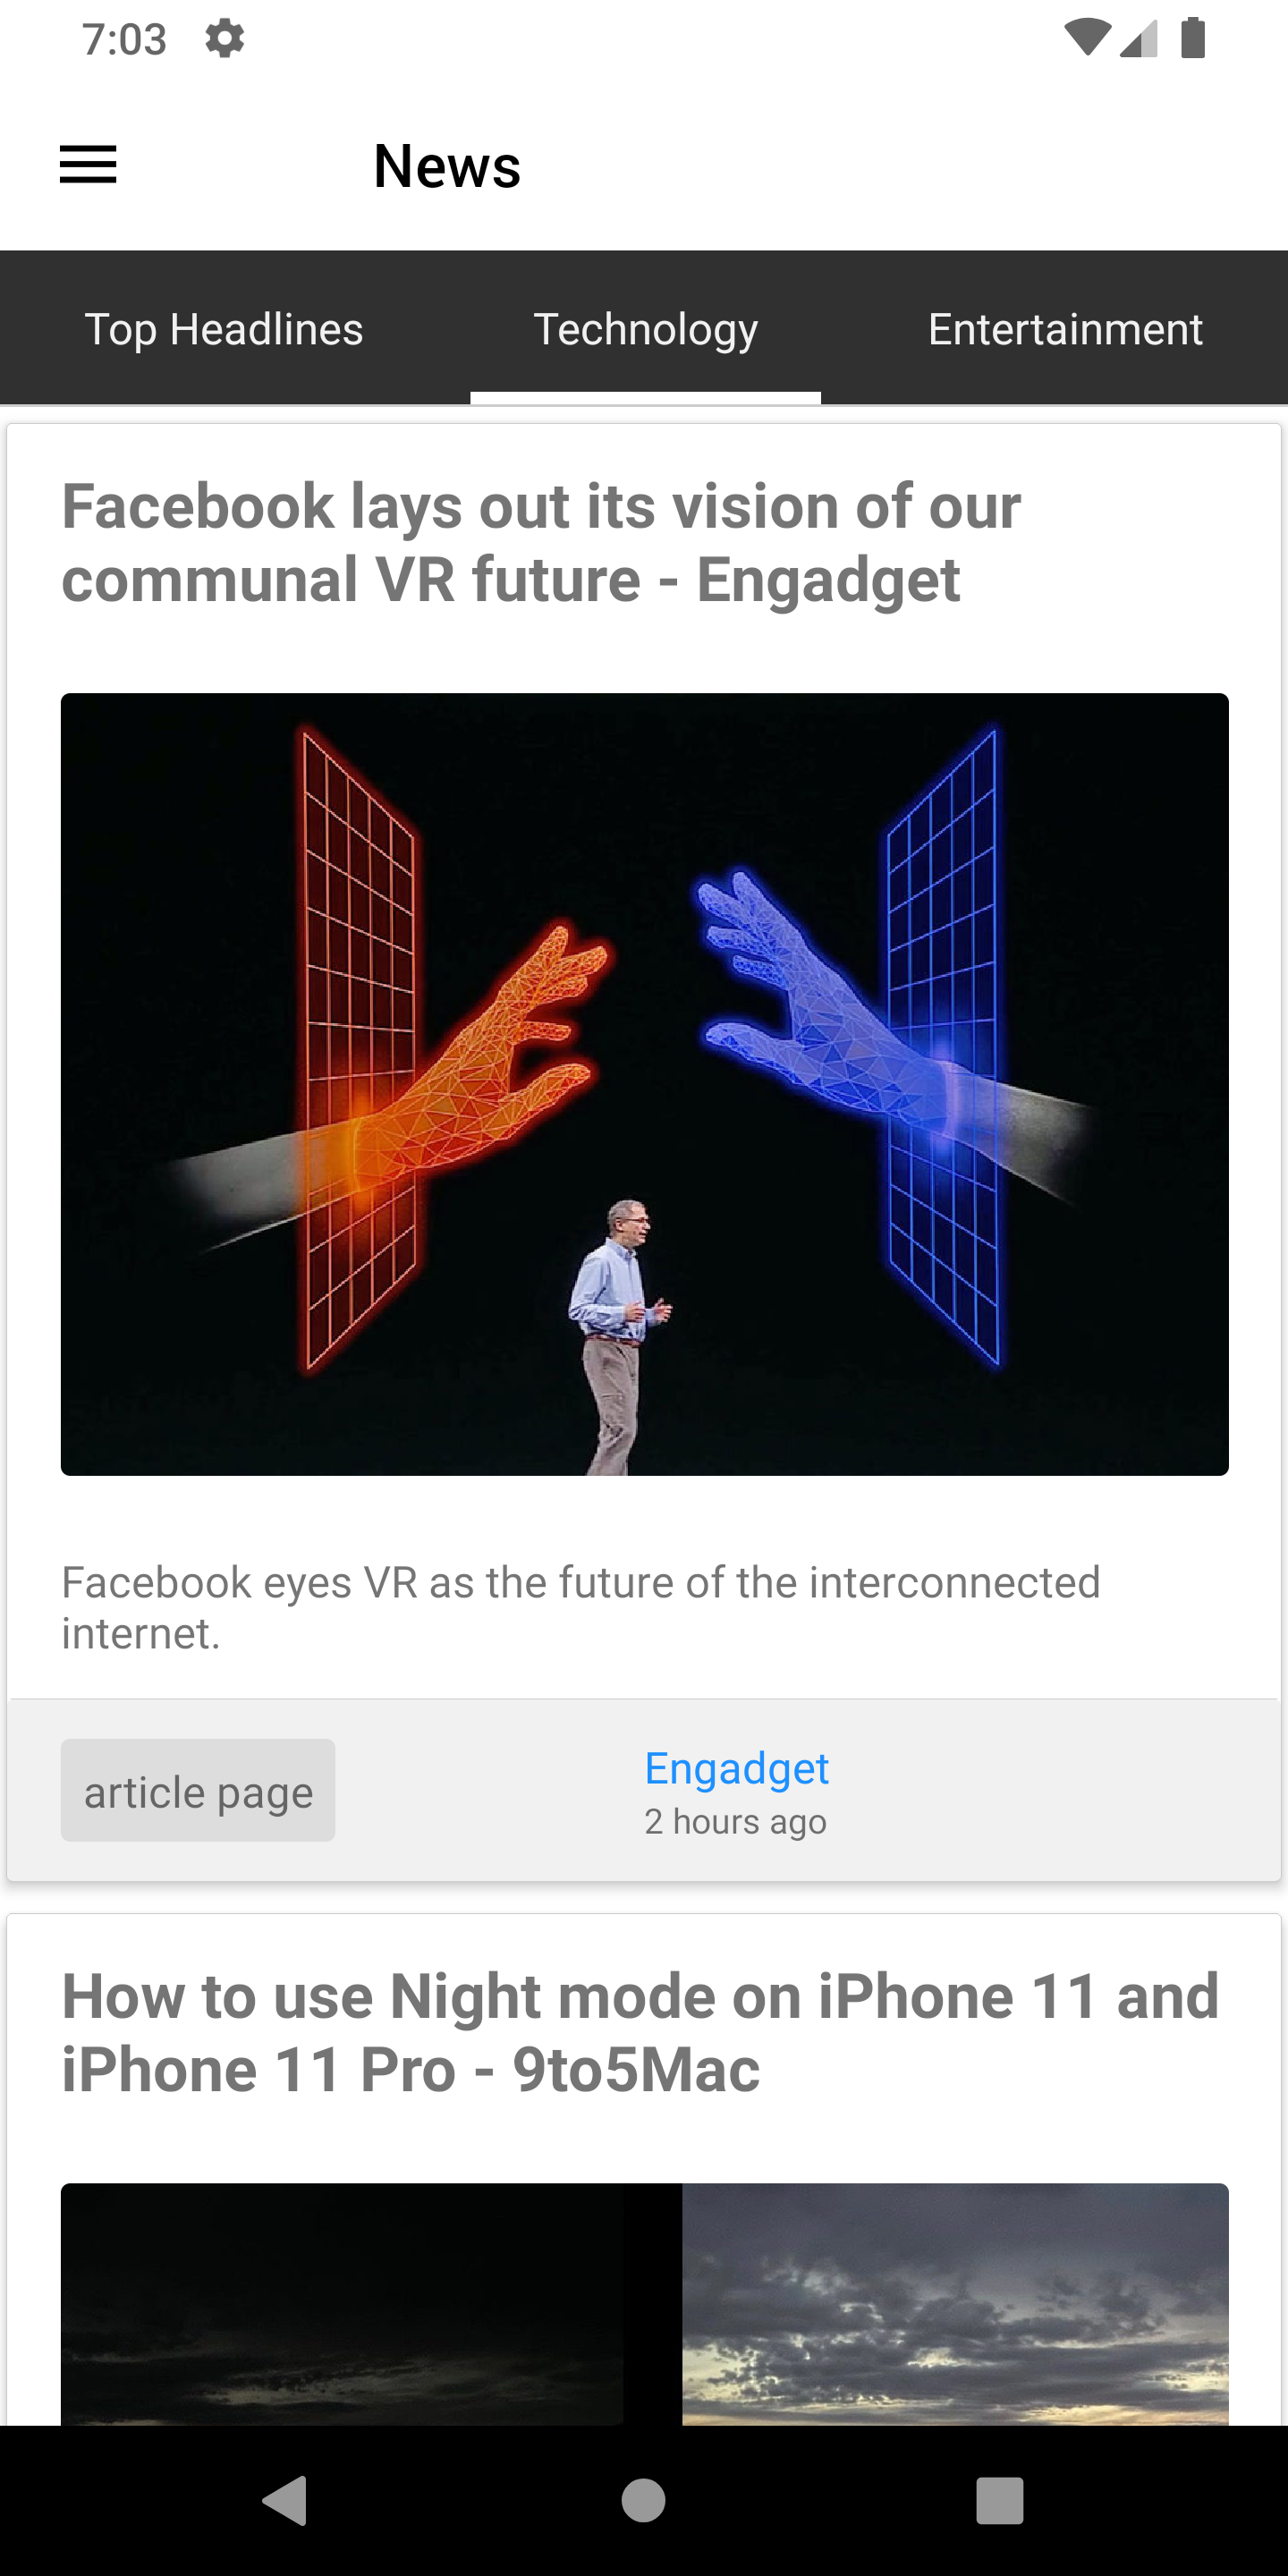 7:03
News
Top Headlines
Technology
Entertainment
Facebook lays out its vision of our
communal VR future - Engadget
Facebook eyes VR as the future of the interconnected
internet.
article page
Engadget
2 hours ago
How to use Night mode on iPhone 11 and
iPhone 11 Pro - 9to5Mac